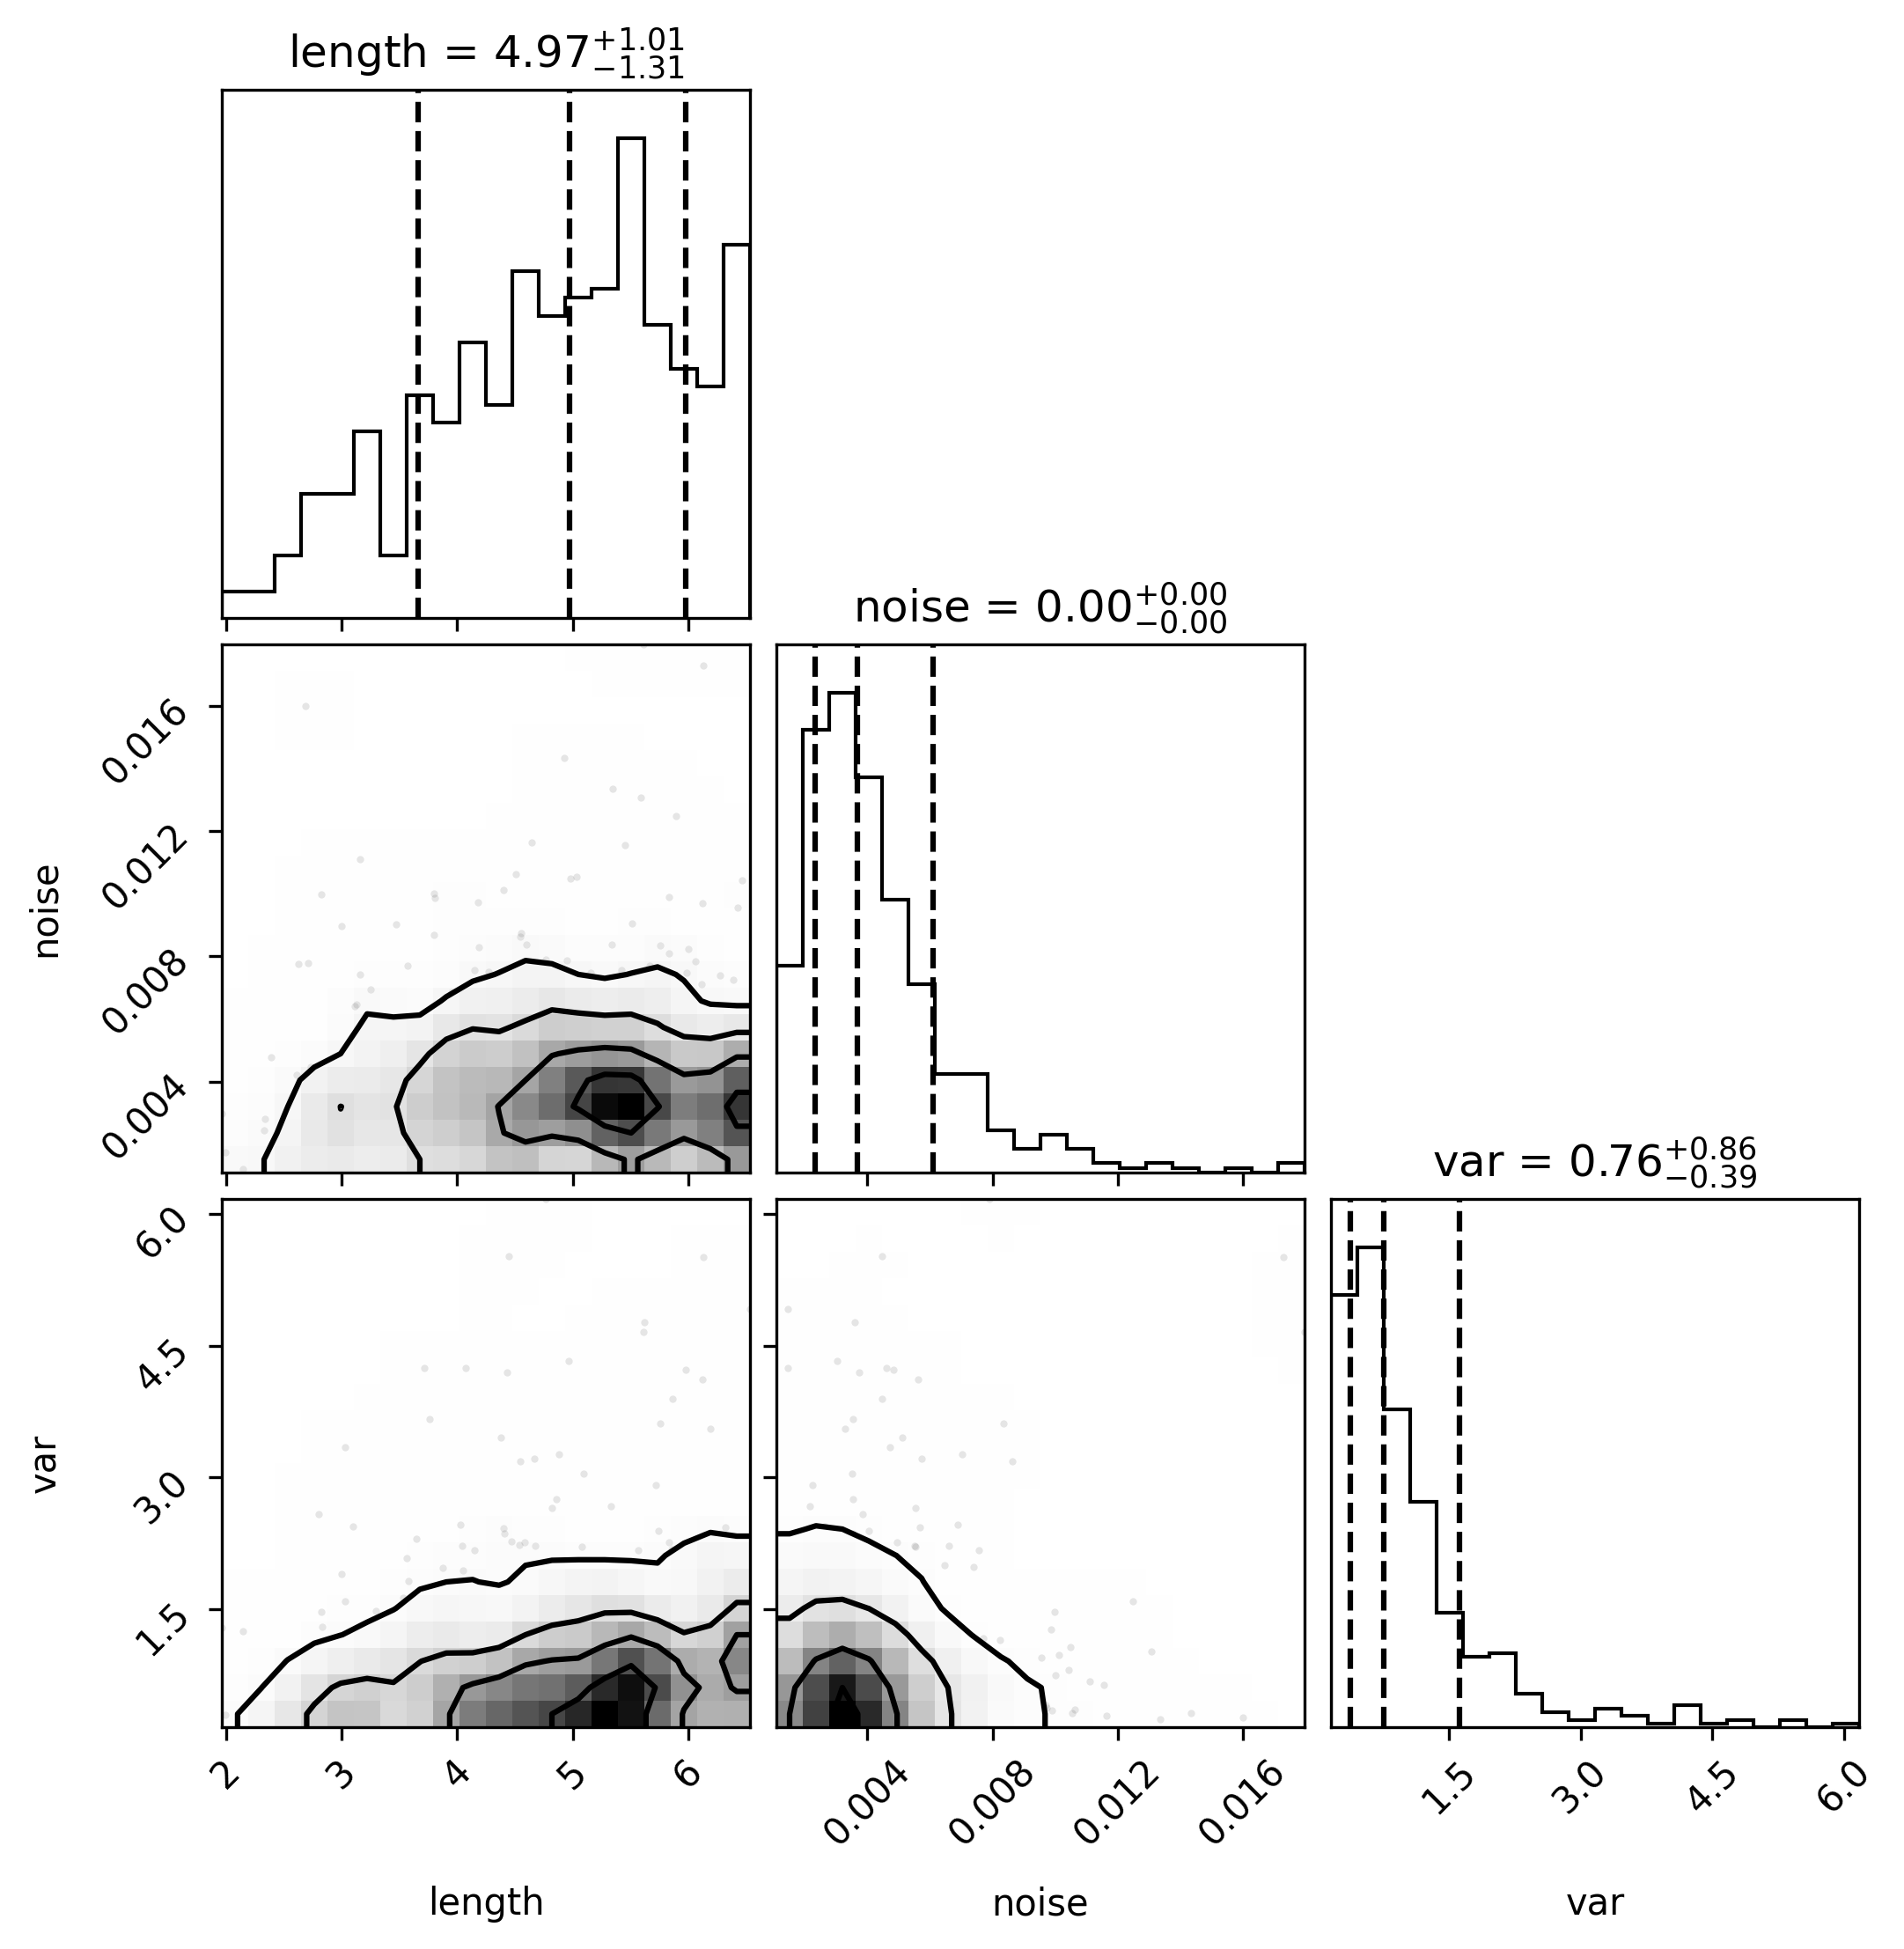 length = 4.97 +1.01 −1.31
noise = 0.00 +0.00 −0.00
0.016
0.012
0.008
0.004
noise
var = 0.76 +0.86 −0.39
6.0
4.5
3.0
1.5
var
2 3 4 5 6 0.004 0.008 0.012 0.016 1.5 3.0 4.5 6.0
length noise var